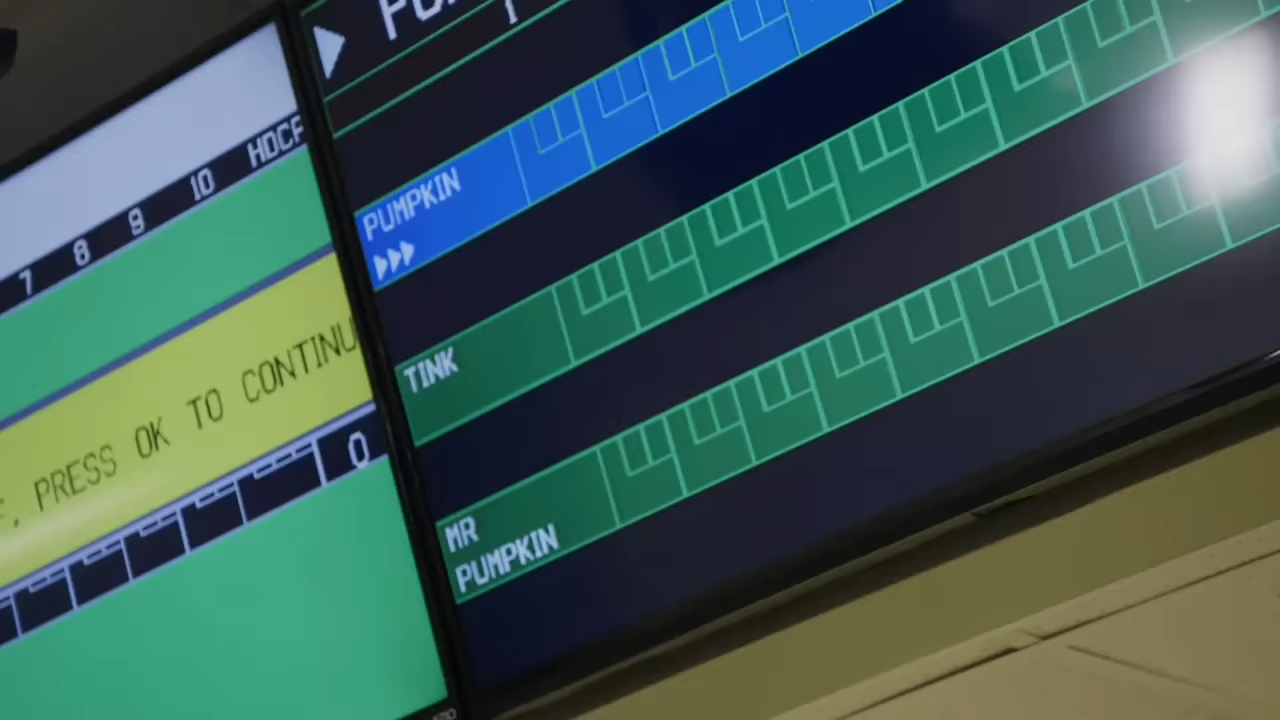 7 8 9 10 HDCP
PRESS OK TO CONTINU
0
PUMPKIN
TINK
MR
PUMPKIN